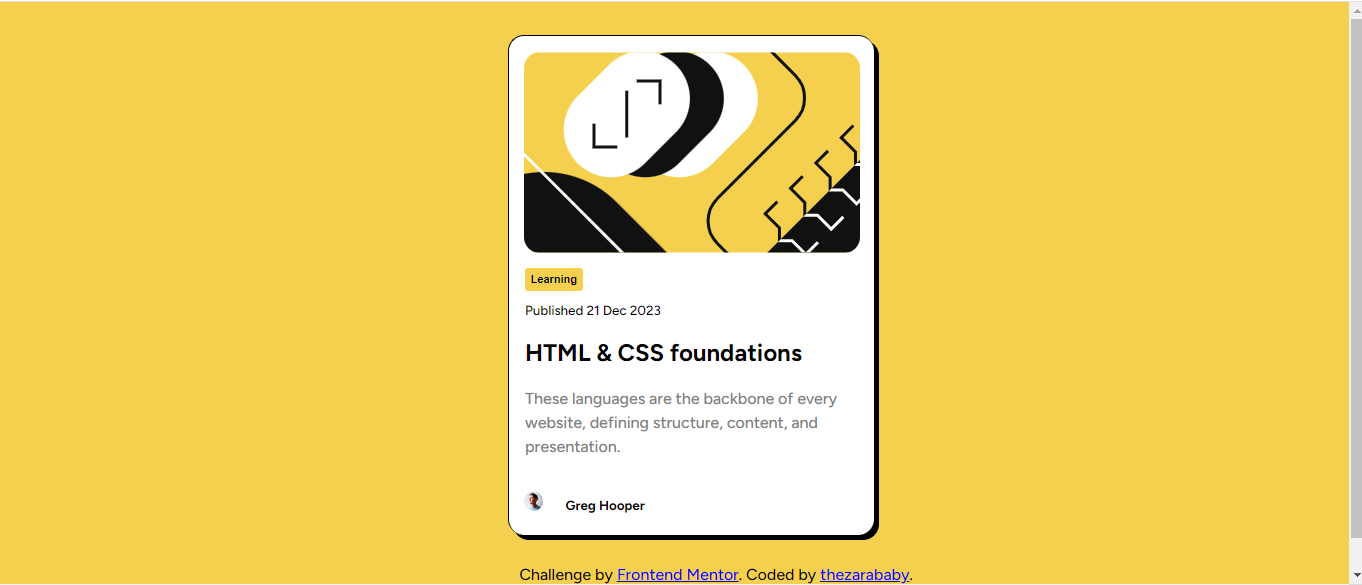 Learning
Published 21 Dec 2023
HTML & CSS foundations
These languages are the backbone of every
website, defining structure, content, and
presentation.
Greg Hooper
Challenge by Frontend Mentor. Coded by thezarababy.